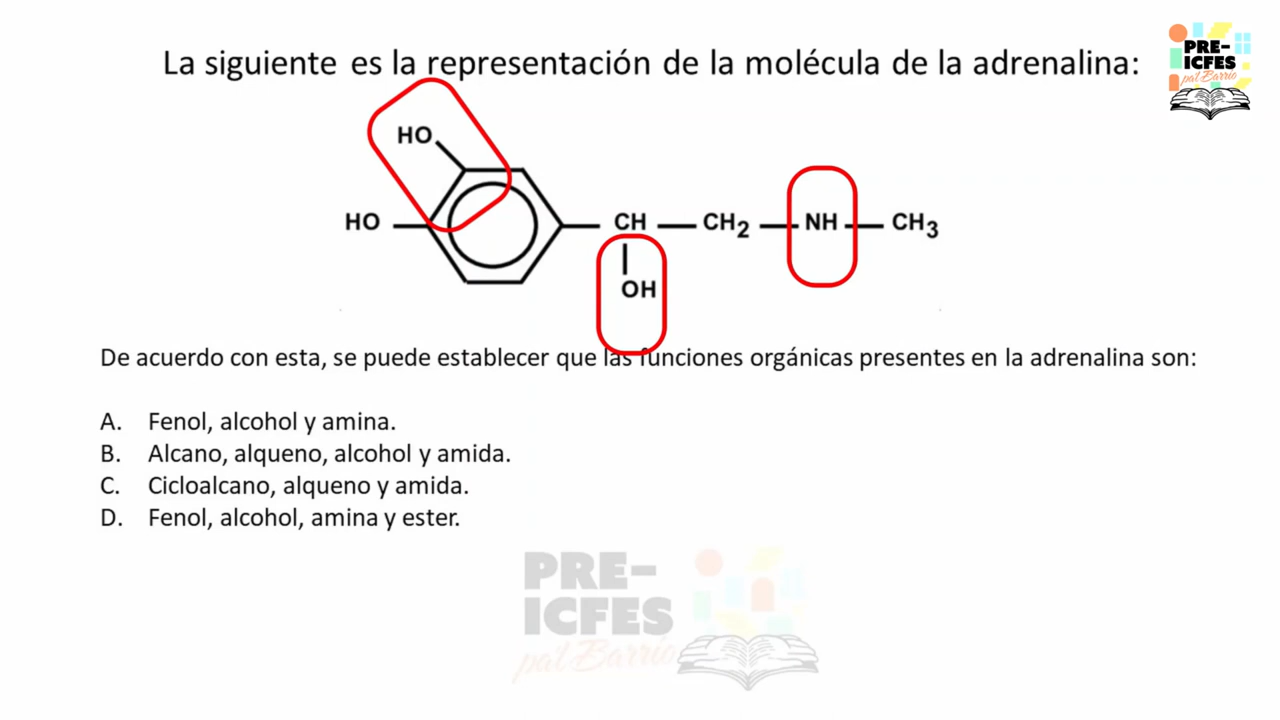 La siguiente es la representación de la molécula de la adrenalina:
PRE-
ICFES
pal Barrio
HO
HO
CH
CH2
NH
CH3
OH
De acuerdo con esta, se puede establecer que las funciones orgánicas presentes en la adrenalina son:
A. Fenol, alcohol y amina.
B. Alcano, alqueno, alcohol y amida.
C. Cicloalcano, alqueno y amida.
D. Fenol, alcohol, amina y ester.
PRE-
ICFES
pal Barrio